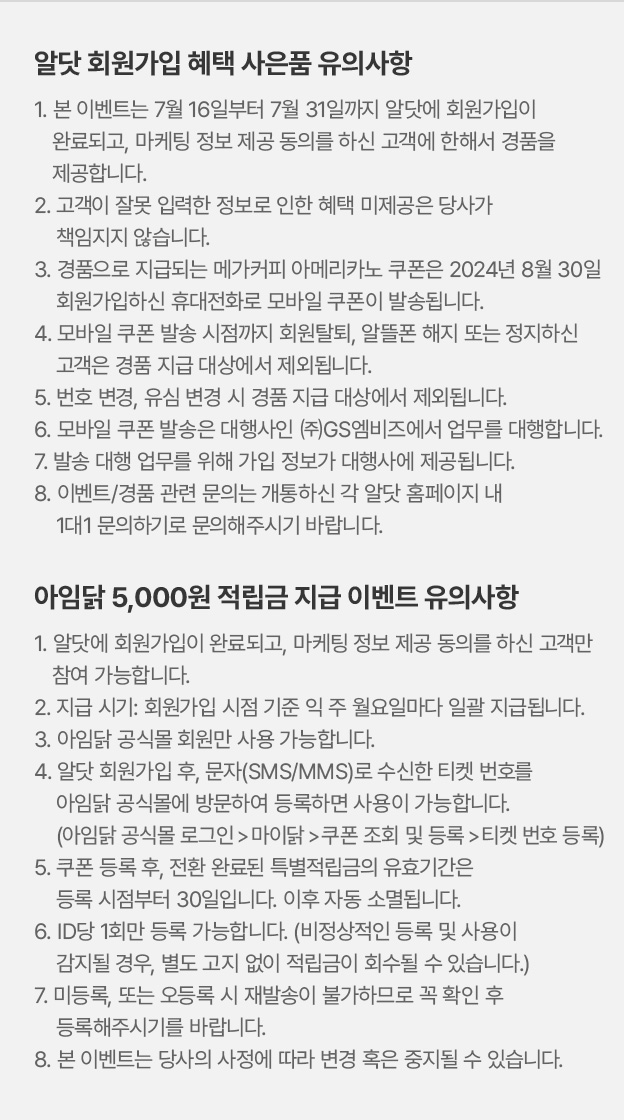 알닷 회원가입 혜택 사은품 유의사항
1. 본 이벤트는 7월 16일부터 7월 31일까지 알닷에 회원가입이
완료되고, 마케팅 정보 제공 동의를 하신 고객에 한해서 경품을
제공합니다.
2. 고객이 잘못 입력한 정보로 인한 혜택 미제공은 당사가
책임지지 않습니다.
3. 경품으로 지급되는 메가커피 아메리카노 쿠폰은 2024년 8월 30일
회원가입하신 휴대전화로 모바일 쿠폰이 발송됩니다.
4. 모바일 쿠폰 발송 시점까지 회원탈퇴, 알뜰폰 해지 또는 정지하신
고객은 경품 지급 대상에서 제외됩니다.
5. 번호 변경, 유심 변경 시 경품 지급 대상에서 제외됩니다.
6. 모바일 쿠폰 발송은 대행사인 ㈜GS엠비즈에서 업무를 대행합니다.
7. 발송 대행 업무를 위해 가입 정보가 대행사에 제공됩니다.
8. 이벤트/경품 관련 문의는 개통하신 각 알닷 홈페이지 내
1대1 문의하기로 문의해주시기 바랍니다.
아임닭 5,000원 적립금 지급 이벤트 유의사항
1. 알닷에 회원가입이 완료되고, 마케팅 정보 제공 동의를 하신 고객만
참여 가능합니다.
2. 지급 시기: 회원가입 시점 기준 익 주 월요일마다 일괄 지급됩니다.
3. 아임닭 공식몰 회원만 사용 가능합니다.
4. 알닷 회원가입 후, 문자(SMS/MMS)로 수신한 티켓 번호를
아임닭 공식몰에 방문하여 등록하면 사용이 가능합니다.
(아임닭 공식몰 로그인>마이닭>쿠폰 조회 및 등록>티켓 번호 등록)
5. 쿠폰 등록 후, 전환 완료된 특별적립금의 유효기간은
등록 시점부터 30일입니다. 이후 자동 소멸됩니다.
6. ID당 1회만 등록 가능합니다. (비정상적인 등록 및 사용이
감지될 경우, 별도 고지 없이 적립금이 회수될 수 있습니다.)
7. 미등록, 또는 오등록 시 재발송이 불가하므로 꼭 확인 후
등록해주시기를 바랍니다.
8. 본 이벤트는 당사의 사정에 따라 변경 혹은 중지될 수 있습니다.